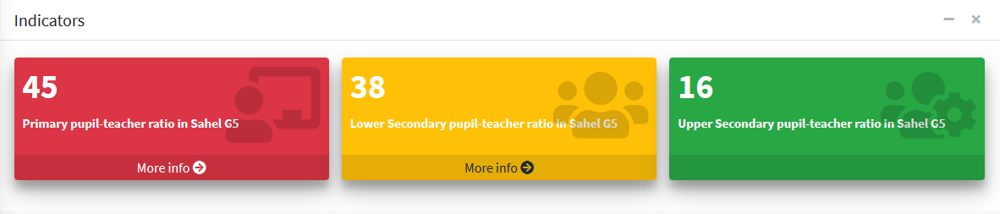 Indicators
45
Primary pupil-teacher ratio in Sahel G5
More info
38
Lower Secondary pupil-teacher ratio in Sahel G5
More info
16
Upper Secondary pupil-teacher ratio in Sahel G5